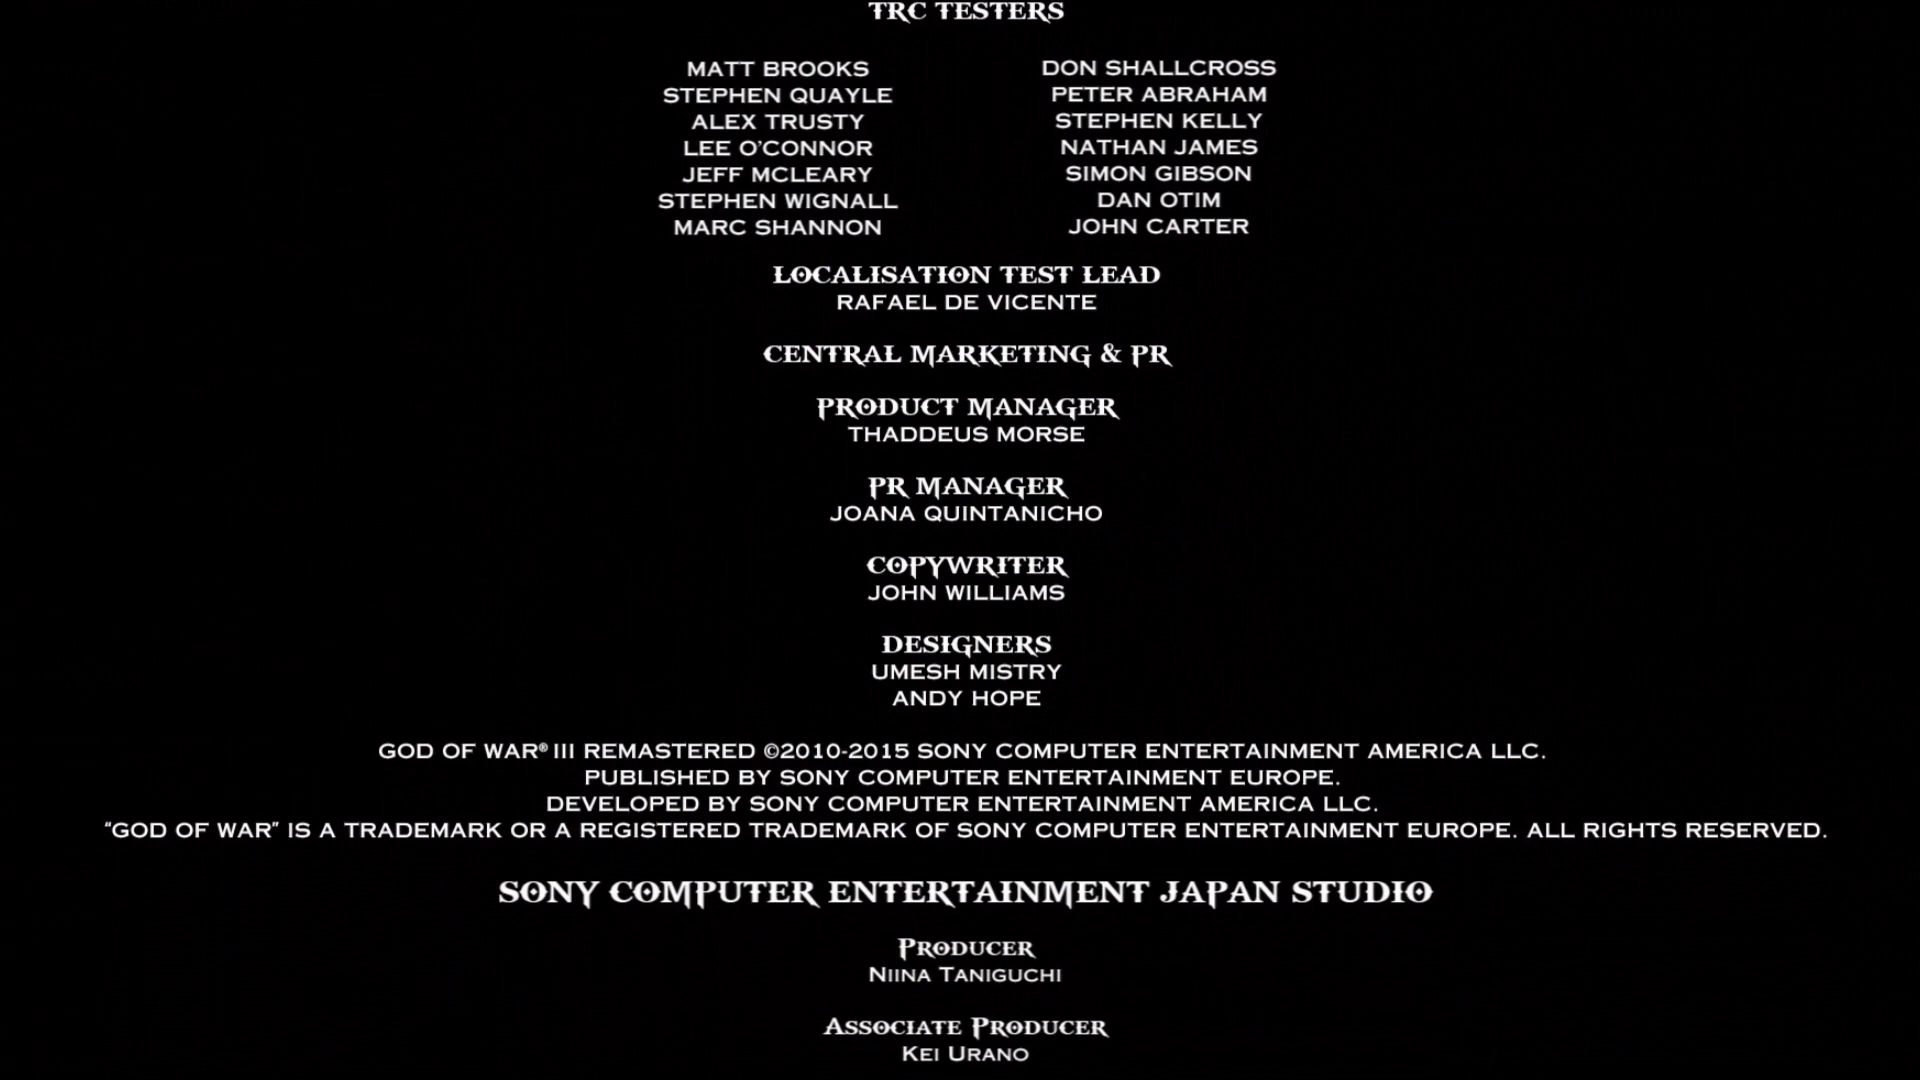 TRC TESTERS
MATT BROOKS
STEPHEN QUAYLE
ALEX TRUSTY
LEE O'CONNOR
JEFF MCLEARY
STEPHEN WIGNALL
MARC SHANNON
DON SHALLCROSS
PETER ABRAHAM
STEPHEN KELLY
NATHAN JAMES
SIMON GIBSON
DAN OTIM
JOHN CARTER
LOCALISATION TEST LEAD
RAFAEL DE VICENTE
CENTRAL MARKETING & PR
PRODUCT MANAGER
THADDEUS MORSE
PR MANAGER
JOANA QUINTANICHO
COPYWRITER
JOHN WILLIAMS
DESIGNERS
UMESH MISTRY
ANDY HOPE
GOD OF WAR® III REMASTERED ©2010-2015 SONY COMPUTER ENTERTAINMENT AMERICA LLC.
PUBLISHED BY SONY COMPUTER ENTERTAINMENT EUROPE.
DEVELOPED BY SONY COMPUTER ENTERTAINMENT AMERICA LLC.
“GOD OF WAR” IS A TRADEMARK OR A REGISTERED TRADEMARK OF SONY COMPUTER ENTERTAINMENT EUROPE. ALL RIGHTS RESERVED.
SONY COMPUTER ENTERTAINMENT JAPAN STUDIO
PRODUCER
NIINA TANIGUCHI
ASSOCIATE PRODUCER
KEI URANO